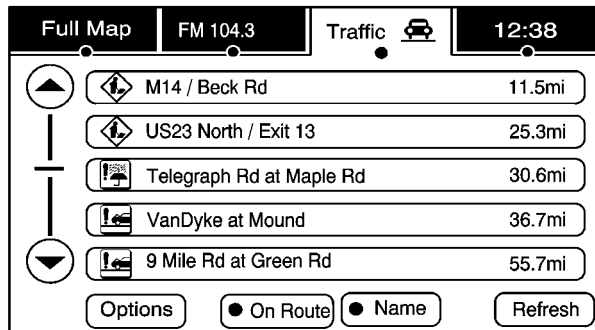 Full Map FM 104.3 Traffic 12:38
M14 / Beck Rd 11.5mi
US23 North / Exit 13 25.3mi
Telegraph Rd at Maple Rd 30.6mi
VanDyke at Mound 36.7mi
9 Mile Rd at Green Rd 55.7mi
Options On Route Name Refresh